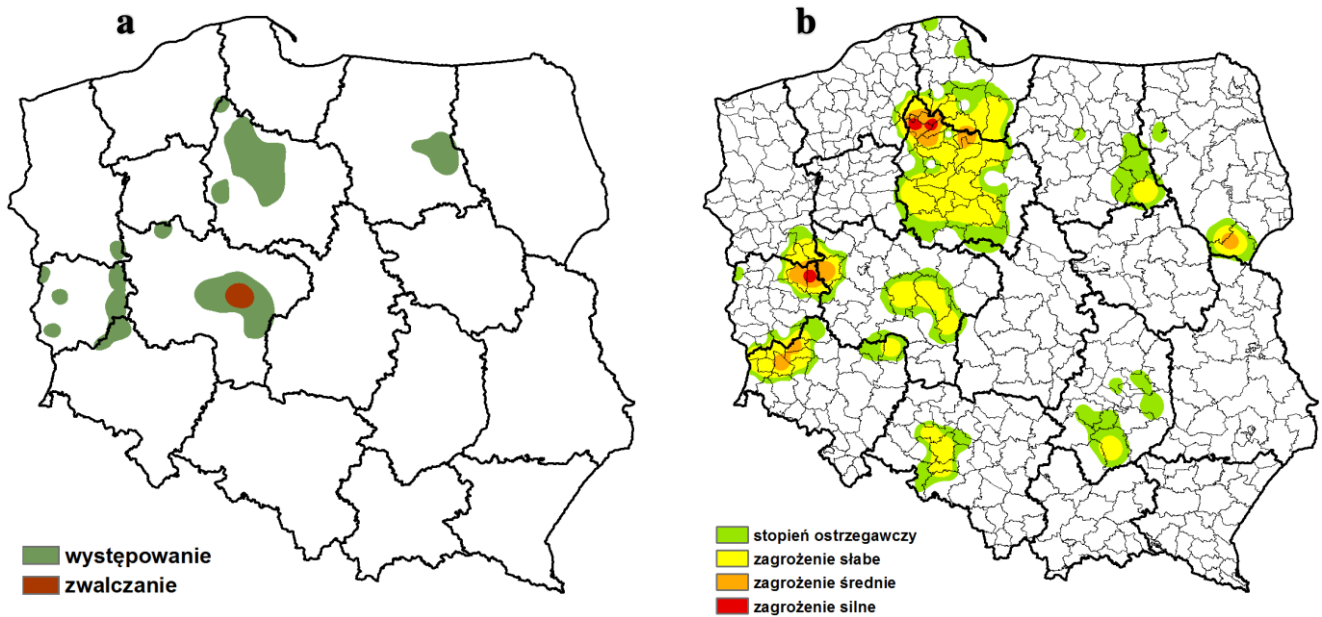 a
b
występowanie
zwalczanie
stopień ostrzegawczy
zagrożenie słabe
zagrożenie średnie
zagrożenie silne